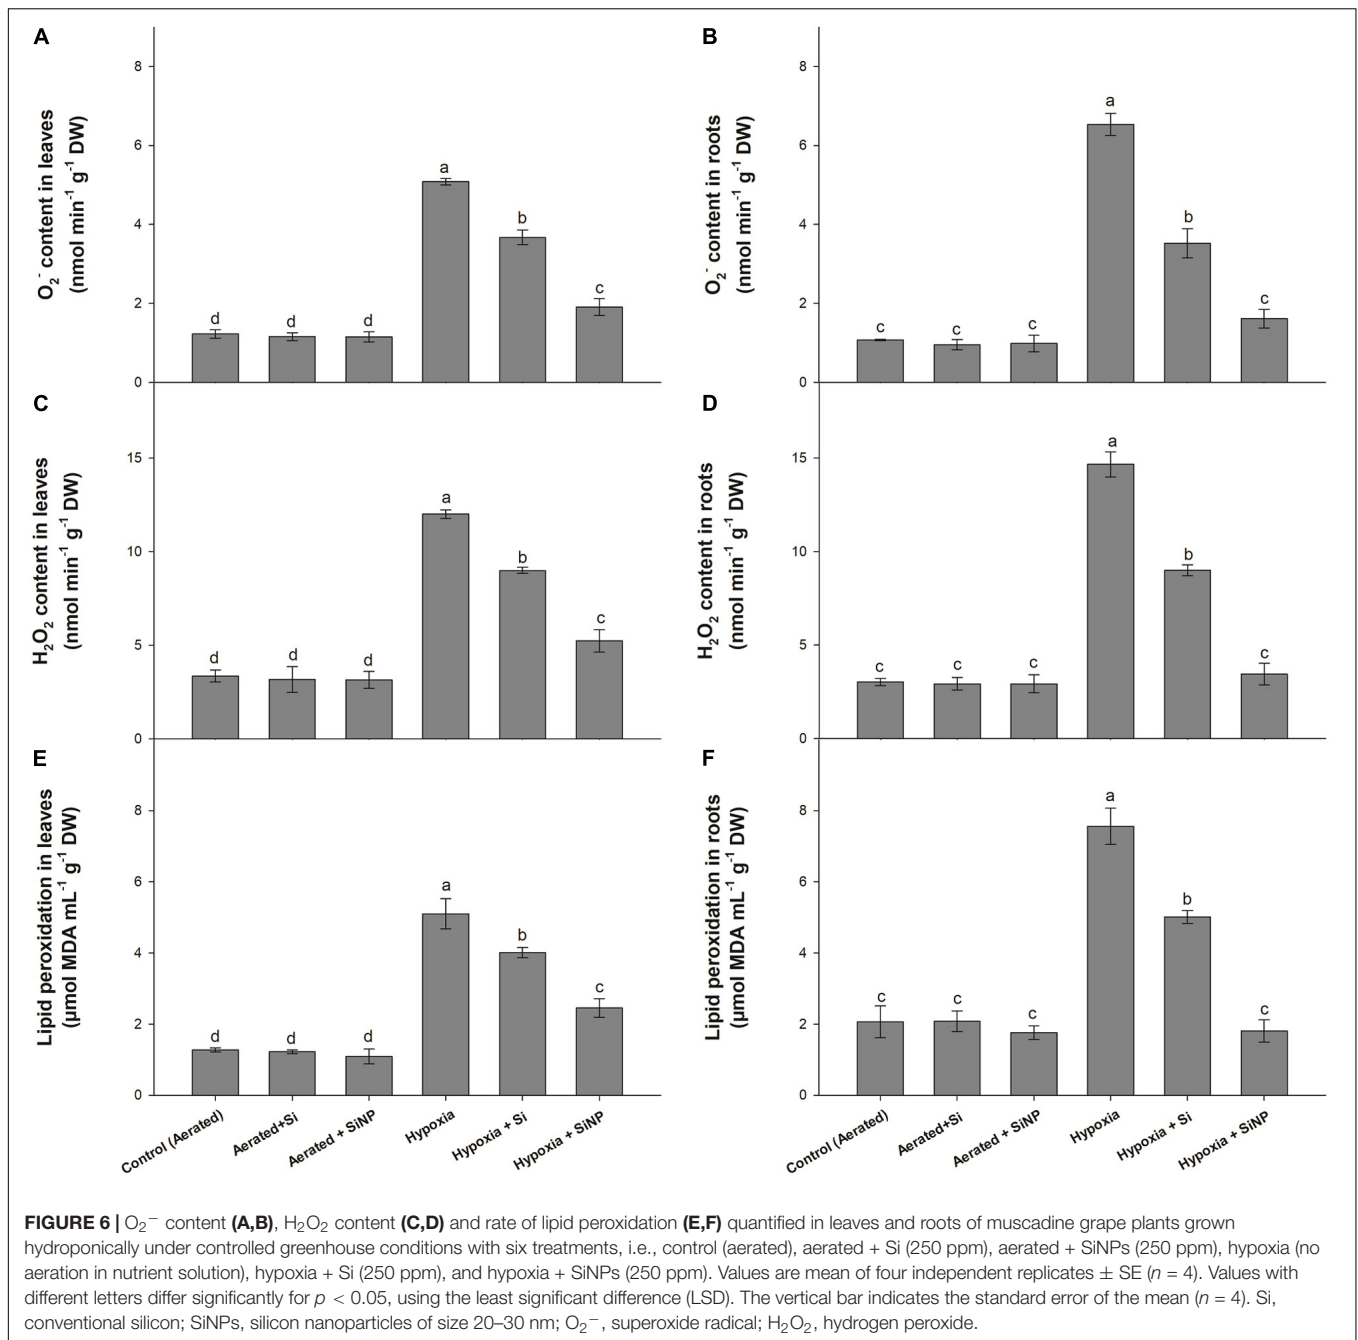 A
8
6
4
2
0
O₂⁻ content in leaves
(nmol min⁻¹ g⁻¹ DW)
d
d
d
a
b
c
B
8
6
4
2
0
O₂⁻ content in roots
(nmol min⁻¹ g⁻¹ DW)
c
c
c
a
b
c
C
15
10
5
0
H₂O₂ content in leaves
(nmol min⁻¹ g⁻¹ DW)
d
d
d
a
b
c
D
15
10
5
0
H₂O₂ content in roots
(nmol min⁻¹ g⁻¹ DW)
c
c
c
a
b
c
E
8
6
4
2
0
Lipid peroxidation in leaves
(µmol MDA mL⁻¹ g⁻¹ DW)
d
d
d
a
b
c
Control (Aerated)
Aerated+Si
Aerated + SiNP
Hypoxia
Hypoxia + Si
Hypoxia + SiNP
F
8
6
4
2
0
Lipid peroxidation in roots
(µmol MDA mL⁻¹ g⁻¹ DW)
c
c
c
a
b
c
Control (Aerated)
Aerated+Si
Aerated + SiNP
Hypoxia
Hypoxia + Si
Hypoxia + SiNP
FIGURE 6 | O₂⁻ content (A,B), H₂O₂ content (C,D) and rate of lipid peroxidation (E,F) quantified in leaves and roots of muscadine grape plants grown
hydroponically under controlled greenhouse conditions with six treatments, i.e., control (aerated), aerated + Si (250 ppm), aerated + SiNPs (250 ppm), hypoxia (no
aeration in nutrient solution), hypoxia + Si (250 ppm), and hypoxia + SiNPs (250 ppm). Values are mean of four independent replicates ± SE (n = 4). Values with
different letters differ significantly for p < 0.05, using the least significant difference (LSD). The vertical bar indicates the standard error of the mean (n = 4). Si,
conventional silicon; SiNPs, silicon nanoparticles of size 20–30 nm; O₂⁻, superoxide radical; H₂O₂, hydrogen peroxide.